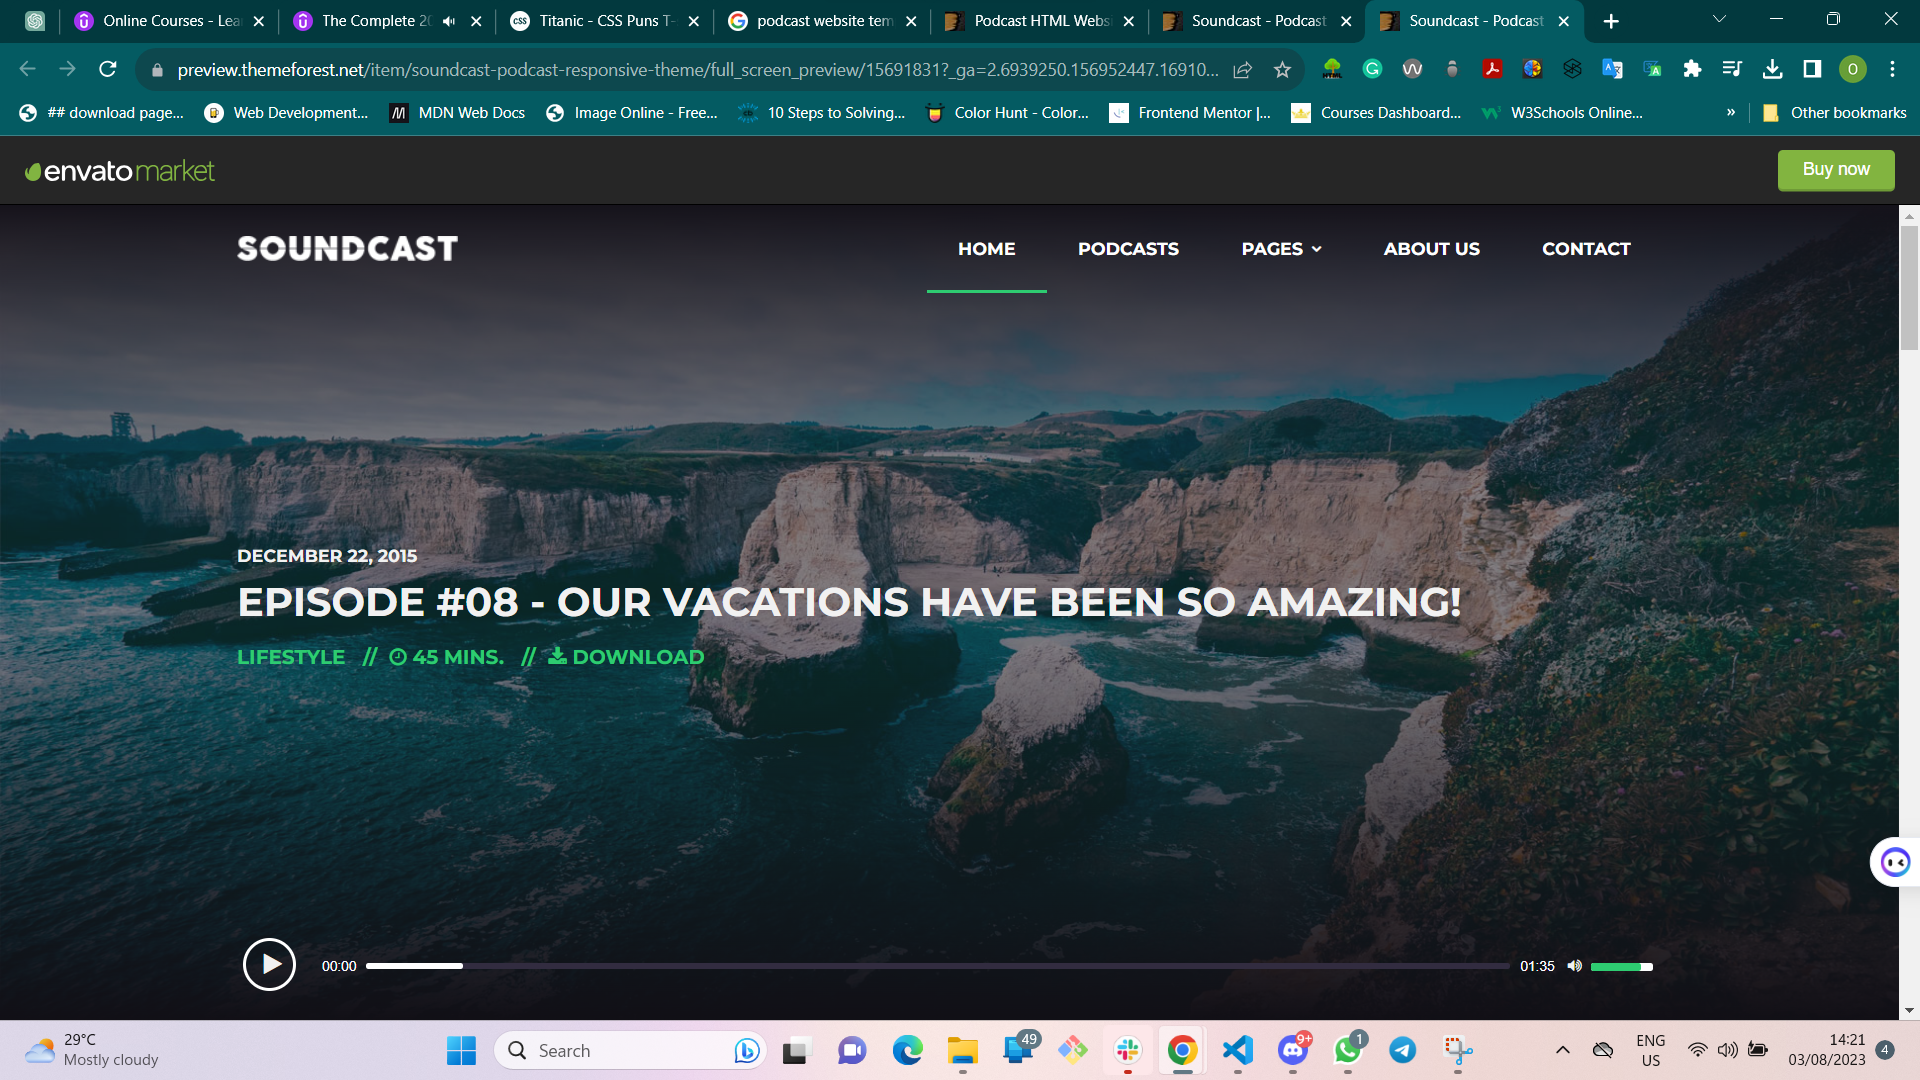 Online Courses - Lea
The Complete 20
css Titanic - CSS Puns T-
podcast website tem
Podcast HTML Webs
Soundcast - Podcast
Soundcast - Podcast
preview.themeforest.net/item/soundcast-podcast-responsive-theme/full_screen_preview/15691831?_ga=2.6939250.156952447.16910...
O
## download page...
Web Development...
MDN Web Docs
Image Online - Free...
10 Steps to Solving...
Color Hunt - Color...
Frontend Mentor |...
Courses Dashboard...
W3Schools Online...
»
Other bookmarks
envatomarket
Buy now
SOUNDCAST
HOME
PODCASTS
PAGES
ABOUT US
CONTACT
DECEMBER 22, 2015
EPISODE #08 - OUR VACATIONS HAVE BEEN SO AMAZING!
LIFESTYLE // 45 MINS. // DOWNLOAD
00:00
01:35
29°C
Mostly cloudy
Search
49
9+
1
ENG
US
14:21
03/08/2023
4